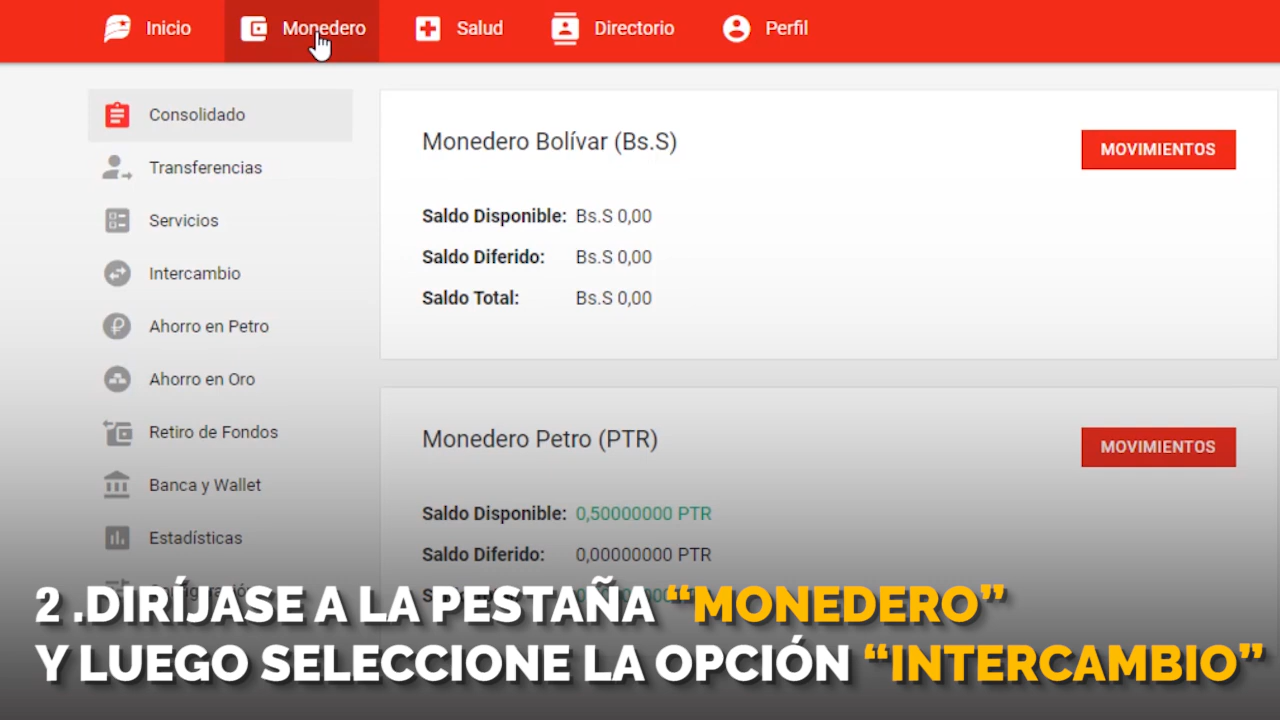 Inicio
Monedero
Salud
Directorio
Perfil
Consolidado
Transferencias
Servicios
Intercambio
Ahorro en Petro
Ahorro en Oro
Retiro de Fondos
Banca y Wallet
Estadísticas
Monedero Bolívar (Bs.S)
MOVIMIENTOS
Saldo Disponible: Bs.S 0,00
Saldo Diferido: Bs.S 0,00
Saldo Total: Bs.S 0,00
Monedero Petro (PTR)
MOVIMIENTOS
Saldo Disponible: 0,50000000 PTR
Saldo Diferido: 0,00000000 PTR
2 .DIRÍJASE A LA PESTAÑA “MONEDERO”
Y LUEGO SELECCIONE LA OPCIÓN “INTERCAMBIO”